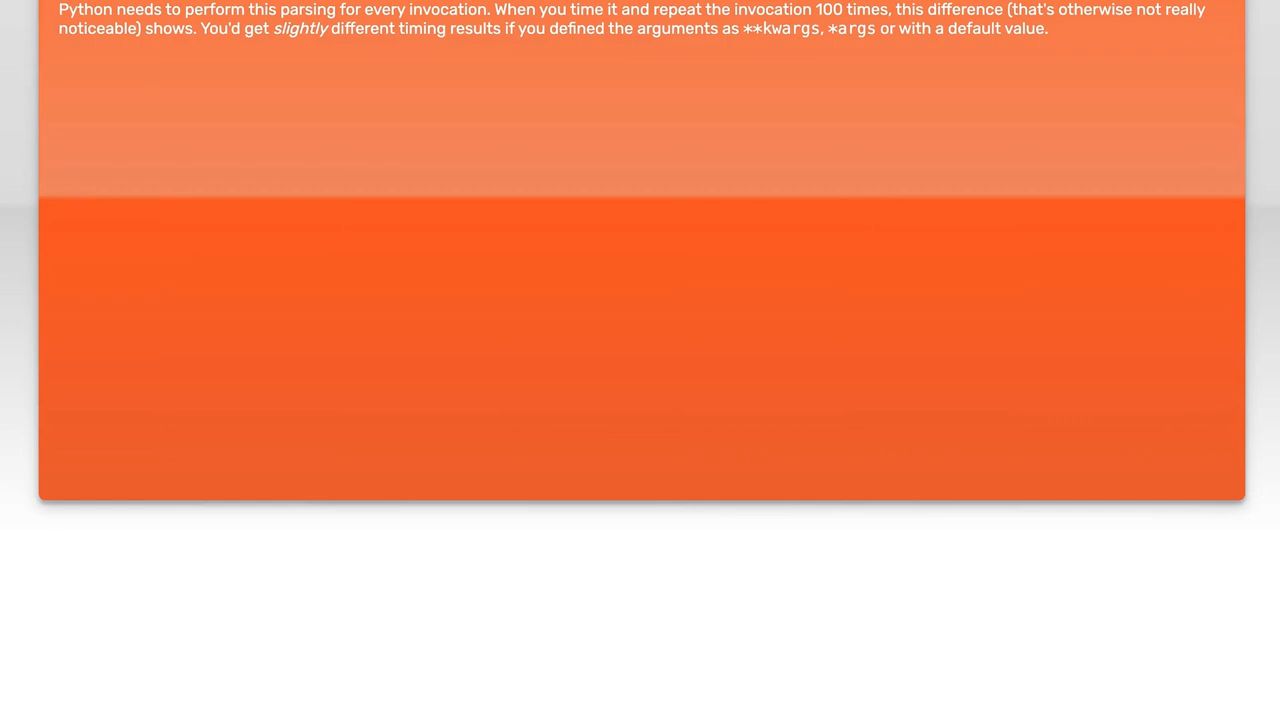 Python needs to perform this parsing for every invocation. When you time it and repeat the invocation 100 times, this difference (that's otherwise not really
noticeable) shows. You'd get slightly different timing results if you defined the arguments as **kwargs, *args or with a default value.